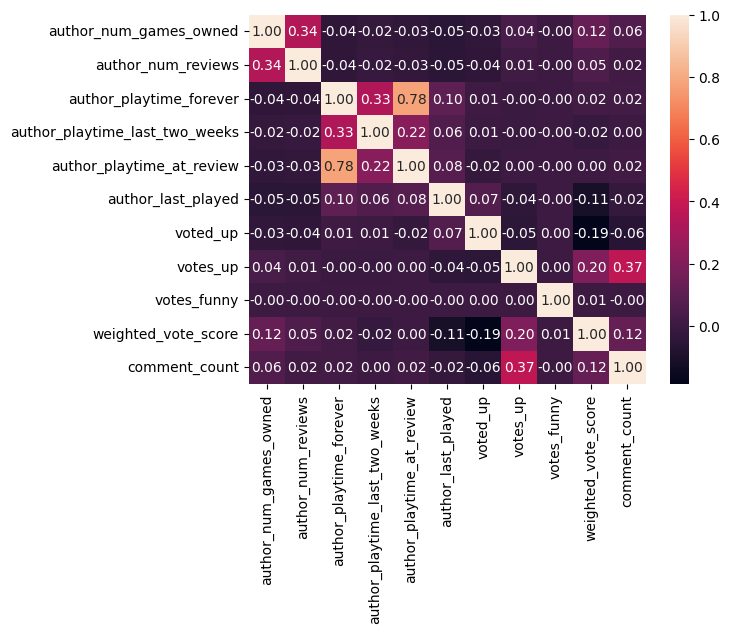 author_num_games_owned 1.00 0.34 -0.04 -0.02 -0.03 -0.05 -0.03 0.04 -0.00 0.12 0.06
author_num_reviews 0.34 1.00 -0.04 -0.02 -0.03 -0.05 -0.04 0.01 -0.00 0.05 0.02
author_playtime_forever -0.04 -0.04 1.00 0.33 0.78 0.10 0.01 -0.00 -0.00 0.02 0.02
author_playtime_last_two_weeks -0.02 -0.02 0.33 1.00 0.22 0.06 0.01 -0.00 -0.00 -0.02 0.00
author_playtime_at_review -0.03 -0.03 0.78 0.22 1.00 0.08 -0.02 0.00 -0.00 0.00 0.02
author_last_played -0.05 -0.05 0.10 0.06 0.08 1.00 0.07 -0.04 -0.00 -0.11 -0.02
voted_up -0.03 -0.04 0.01 0.01 -0.02 0.07 1.00 -0.05 0.00 -0.19 -0.06
votes_up 0.04 0.01 -0.00 -0.00 0.00 -0.04 -0.05 1.00 0.00 0.20 0.37
votes_funny -0.00 -0.00 -0.00 -0.00 -0.00 -0.00 0.00 0.00 1.00 0.01 -0.00
weighted_vote_score 0.12 0.05 0.02 -0.02 0.00 -0.11 -0.19 0.20 0.01 1.00 0.12
comment_count 0.06 0.02 0.02 0.00 0.02 -0.02 -0.06 0.37 -0.00 0.12 1.00
author_num_games_owned
author_num_reviews
author_playtime_forever
author_playtime_last_two_weeks
author_playtime_at_review
author_last_played
voted_up
votes_up
votes_funny
weighted_vote_score
comment_count
1.0
0.8
0.6
0.4
0.2
0.0